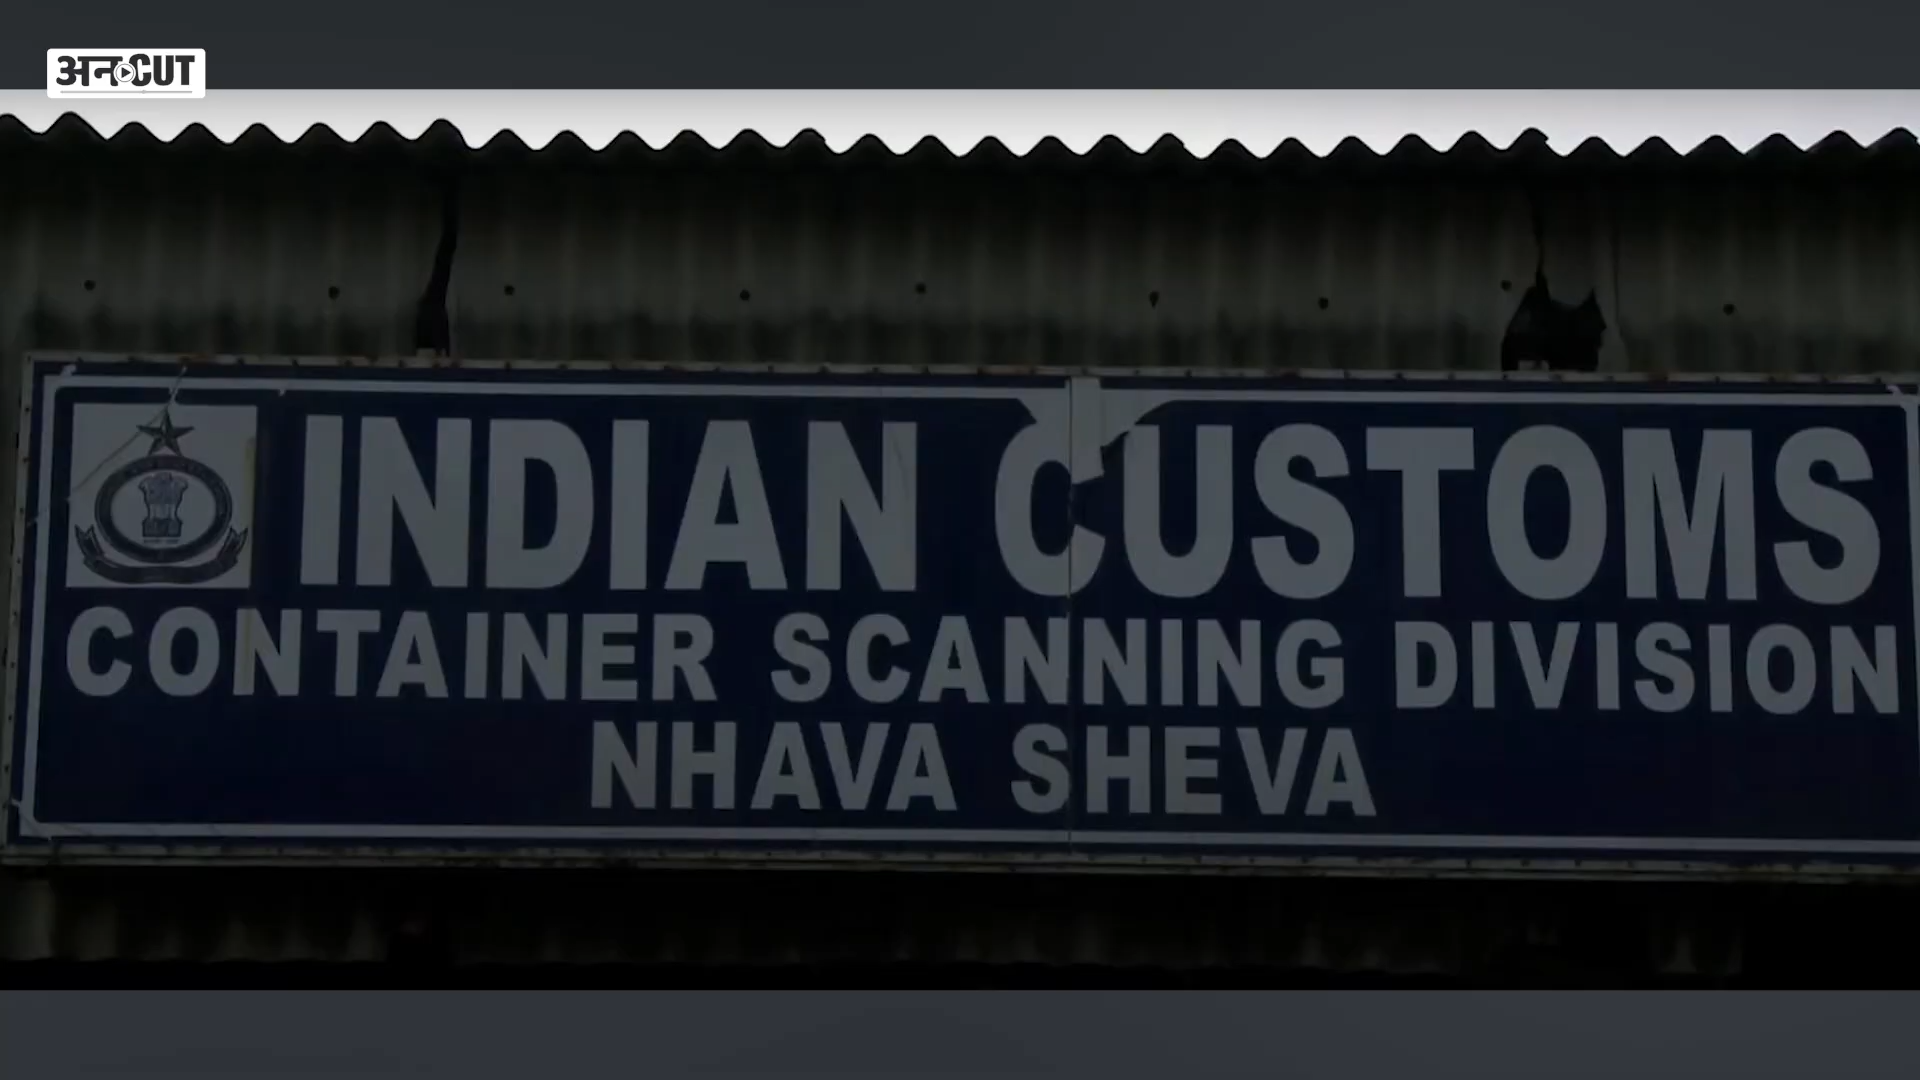 अनCUT
INDIAN CUSTOMS
CONTAINER SCANNING DIVISION
NHAVA SHEVA